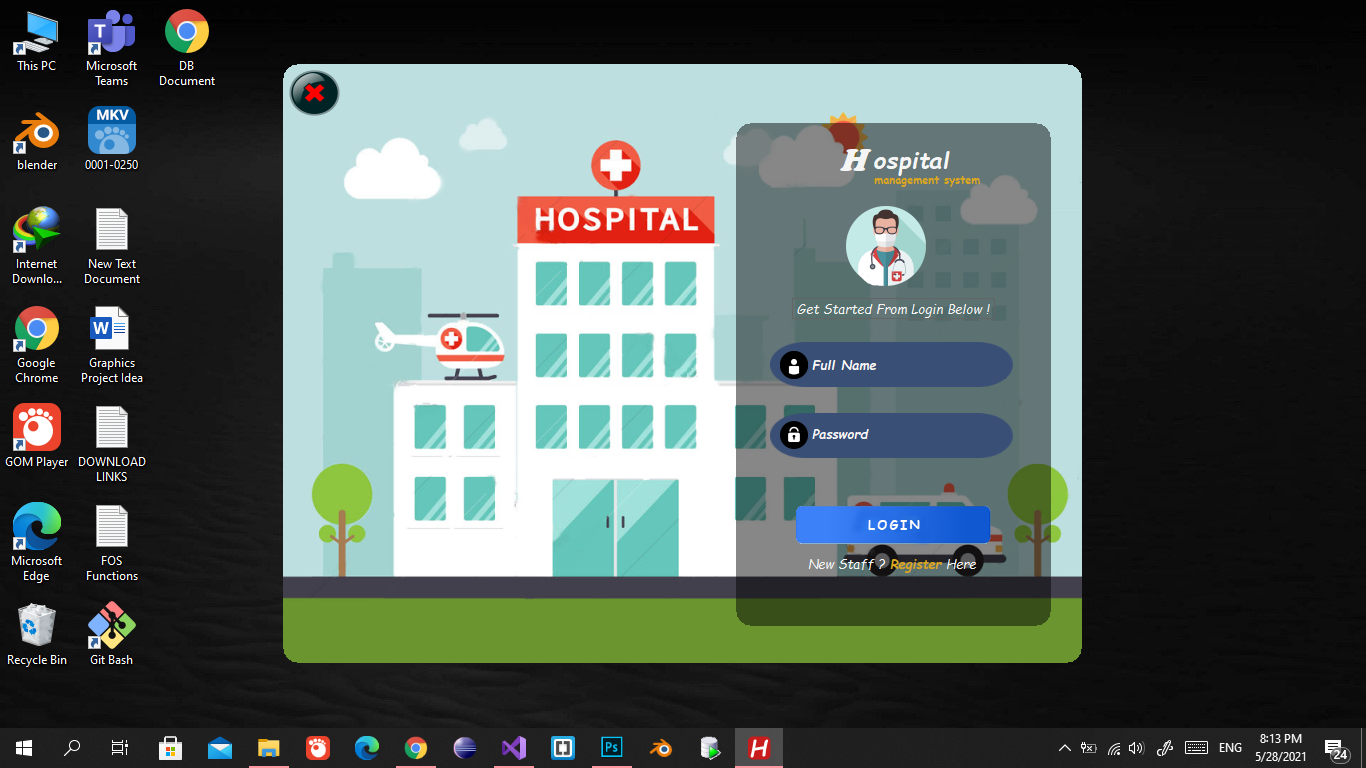 This PC
Microsoft
Teams
DB
Document
blender
MKV
0001-0250
Internet
Downlo...
New Text
Document
Google
Chrome
W
Graphics
Project Idea
GOM Player
DOWNLOAD
LINKS
Microsoft
Edge
FOS
Functions
Recycle Bin
Git Bash
HOSPITAL
Hospital
management system
Get Started From Login Below !
Full Name
Password
LOGIN
New Staff ? Register Here
Ps
H
ENG
8:13 PM
5/28/2021
24